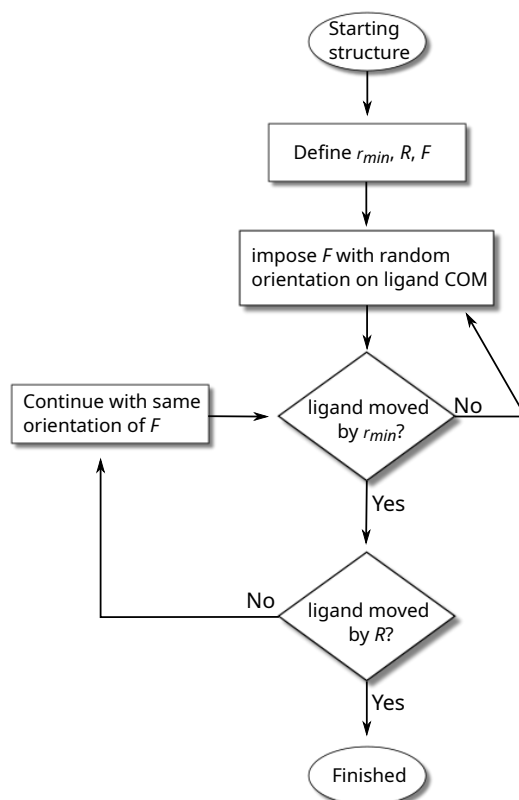 Starting
structure
Define r_min, R, F
impose F with random
orientation on ligand COM
Continue with same
orientation of F
ligand moved
by r_min?
No
Yes
ligand moved
by R?
No
Yes
Finished